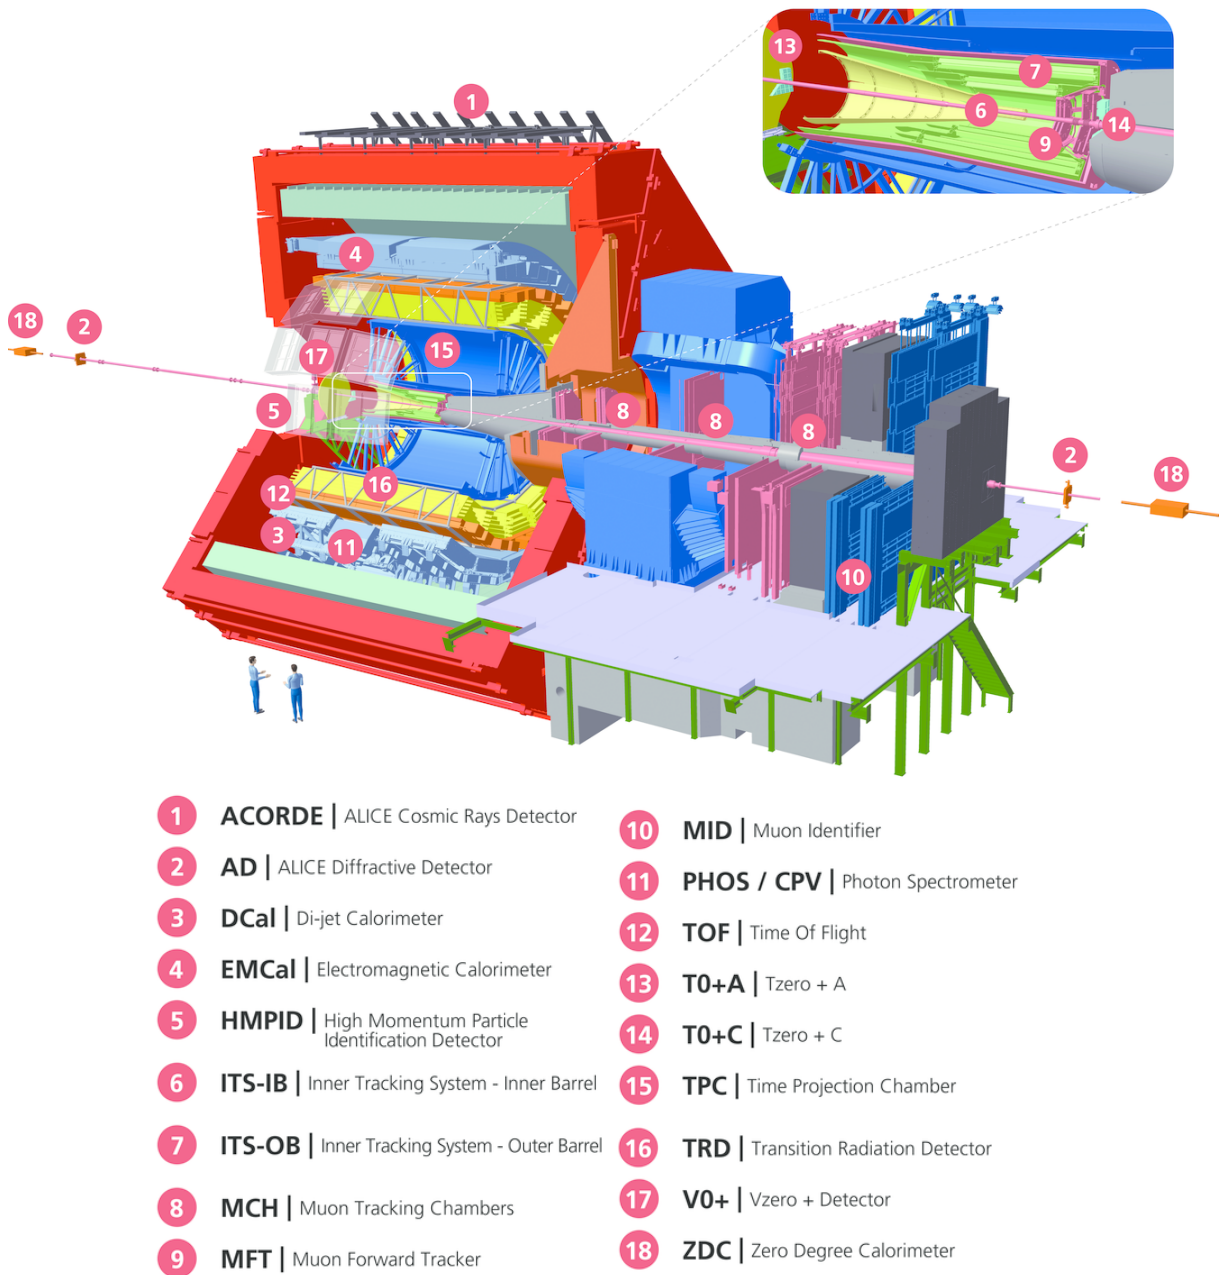 13
7
6
14
9
1
4
18
2
17
15
5
8
8
8
2
18
16
12
3
11
10
1 ACORDE | ALICE Cosmic Rays Detector
2 AD | ALICE Diffractive Detector
3 DCal | Di-jet Calorimeter
4 EMCal | Electromagnetic Calorimeter
5 HMPID | High Momentum Particle
Identification Detector
6 ITS-IB | Inner Tracking System - Inner Barrel
7 ITS-OB | Inner Tracking System - Outer Barrel
8 MCH | Muon Tracking Chambers
9 MFT | Muon Forward Tracker
10 MID | Muon Identifier
11 PHOS / CPV | Photon Spectrometer
12 TOF | Time Of Flight
13 T0+A | Tzero + A
14 T0+C | Tzero + C
15 TPC | Time Projection Chamber
16 TRD | Transition Radiation Detector
17 V0+ | Vzero + Detector
18 ZDC | Zero Degree Calorimeter